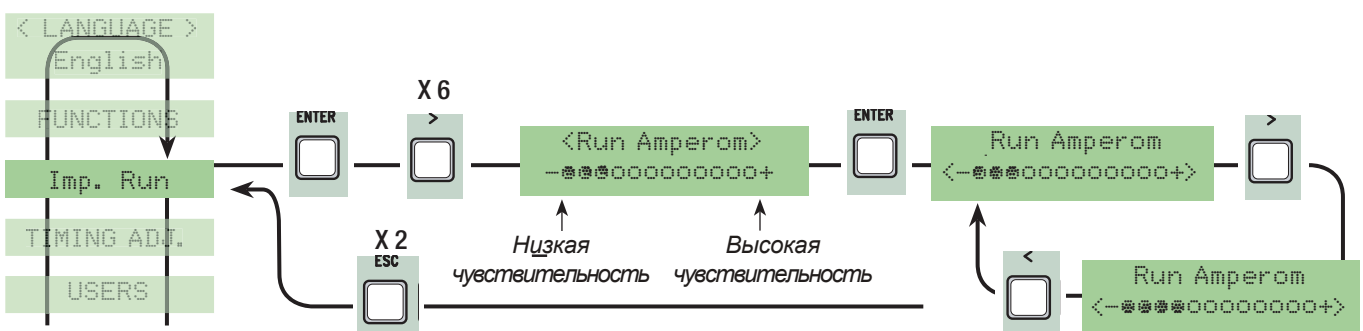 < LANGUAGE >
English
FUNCTIONS
Imp. Run
TIMING ADJ.
USERS
ENTER
X 6
>
<Run Amperom>
-●●●○○○○○○○○○+
Низкая
чувствительность
Высокая
чувствительность
ENTER
Run Amperom
<-●●●○○○○○○○○○+>
>
<
Run Amperom
<-●●●●○○○○○○○○+>
X 2
ESC